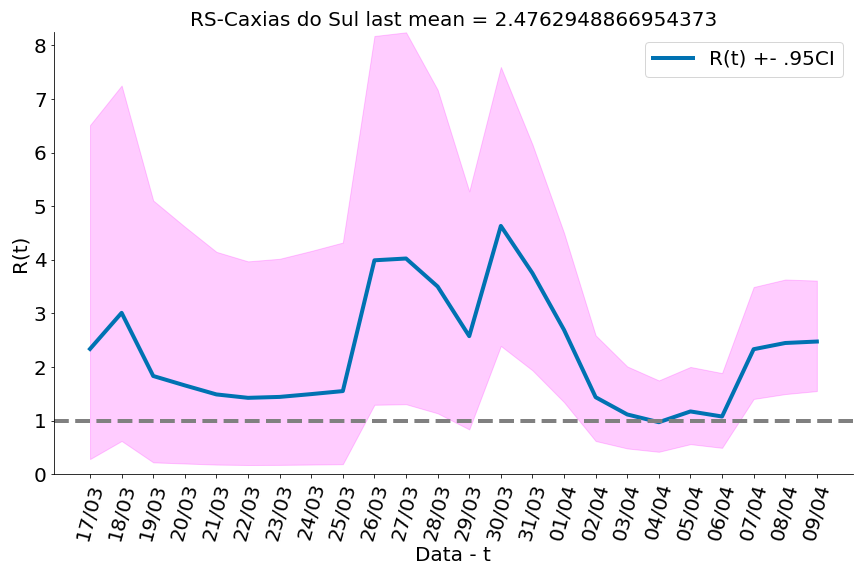 RS-Caxias do Sul last mean = 2.4762948866954373
R(t) +- .95CI
R(t)
8
7
6
5
4
3
2
1
0
17/03 18/03 19/03 20/03 21/03 22/03 23/03 24/03 25/03 26/03 27/03 28/03 29/03 30/03 31/03 01/04 02/04 03/04 04/04 05/04 06/04 07/04 08/04 09/04
Data - t